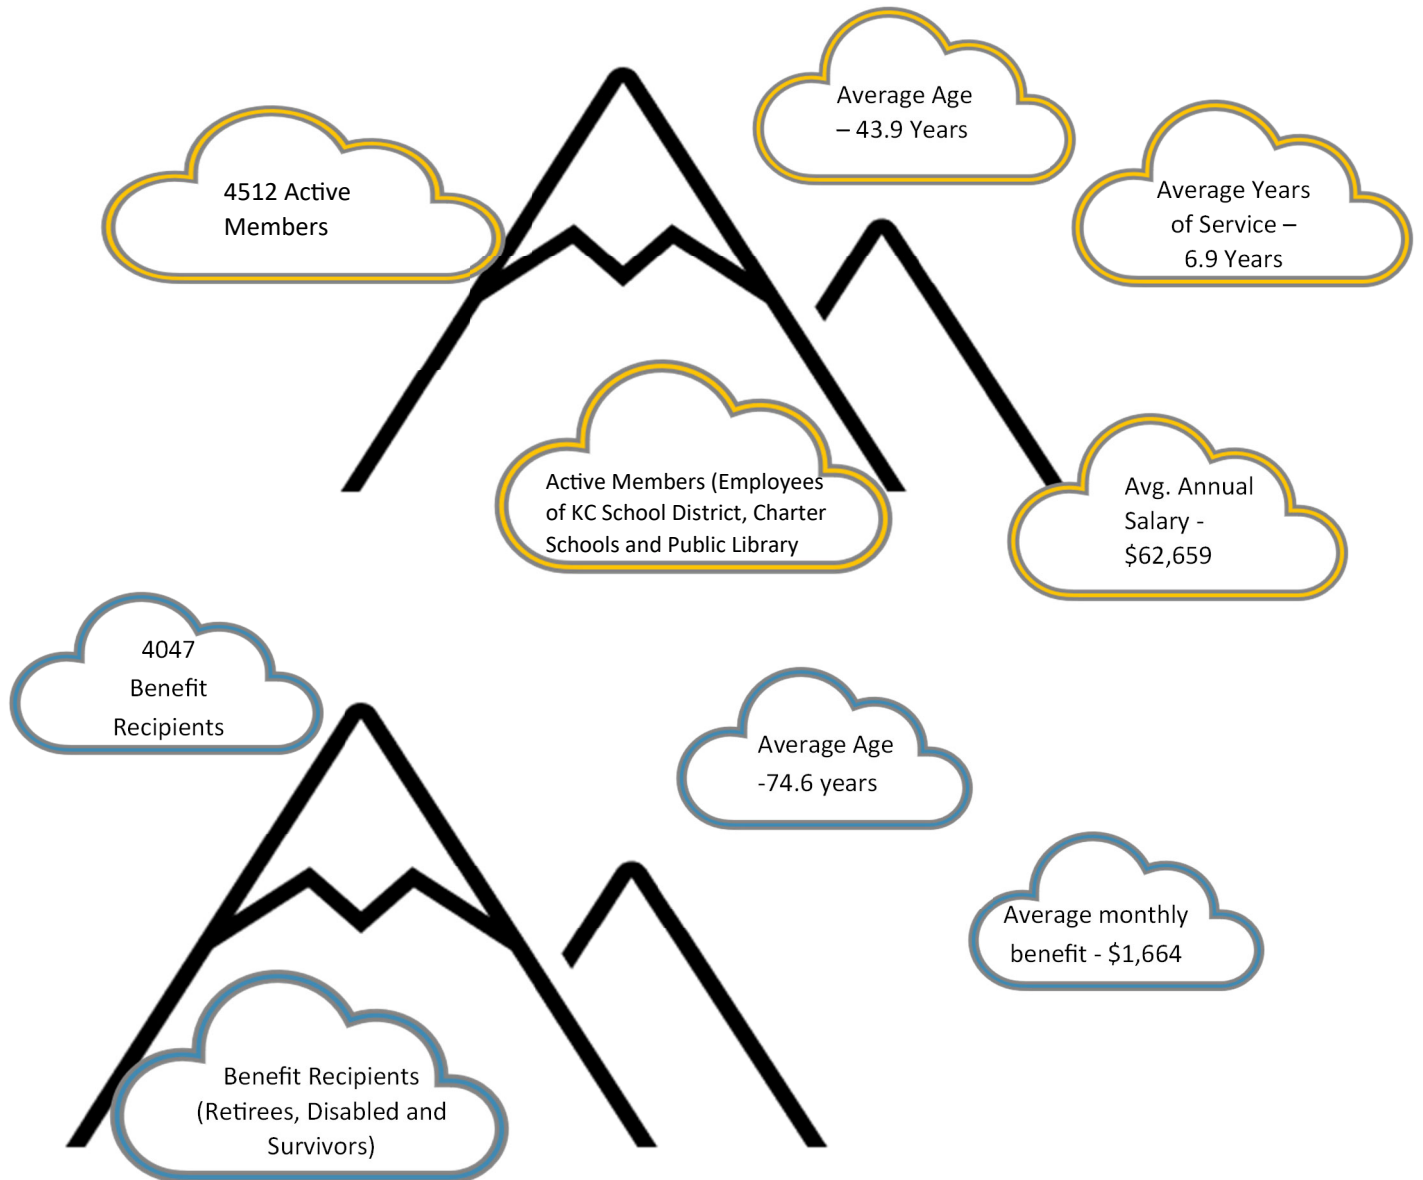 Average Age
– 43.9 Years
4512 Active
Members
Average Years
of Service –
6.9 Years
Active Members (Employees
of KC School District, Charter
Schools and Public Library
Avg. Annual
Salary -
$62,659
4047
Benefit
Recipients
Average Age
-74.6 years
Average monthly
benefit - $1,664
Benefit Recipients
(Retirees, Disabled and
Survivors)